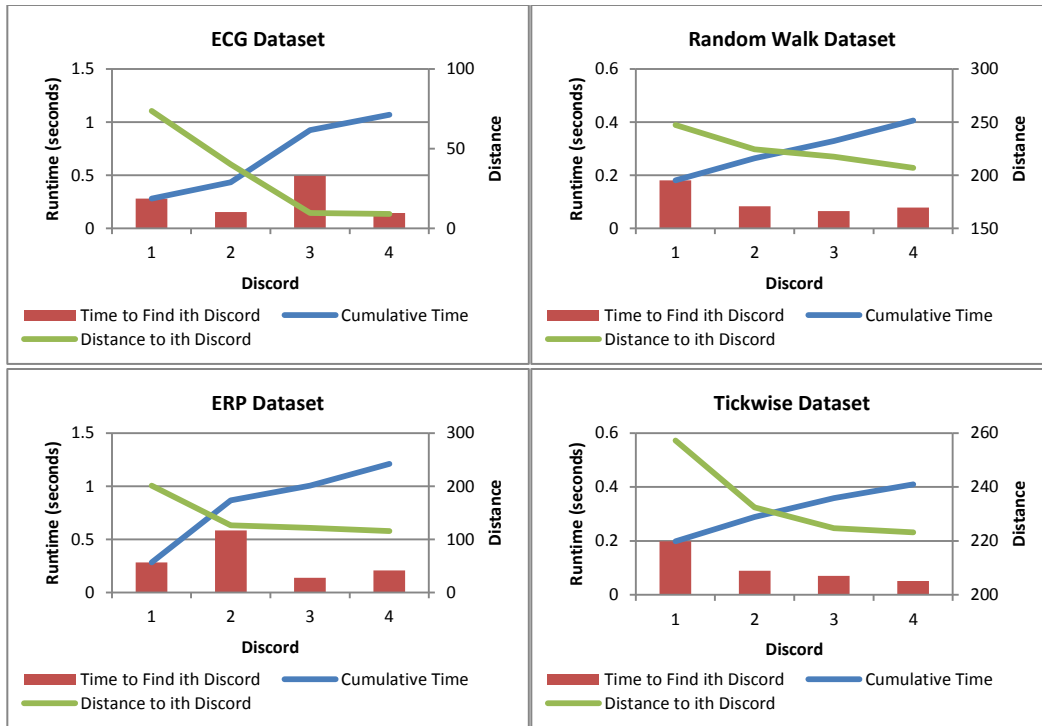 ECG Dataset
1.5
1
0.5
0
100
50
0
Runtime (seconds)
Distance
1 2 3 4
Discord
Time to Find ith Discord
Cumulative Time
Distance to ith Discord
Random Walk Dataset
0.6
0.4
0.2
0
300
250
200
150
Runtime (seconds)
Distance
1 2 3 4
Discord
Time to Find ith Discord
Cumulative Time
Distance to ith Discord
ERP Dataset
1.5
1
0.5
0
300
200
100
0
Runtime (seconds)
Distance
1 2 3 4
Discord
Time to Find ith Discord
Cumulative Time
Distance to ith Discord
Tickwise Dataset
0.6
0.4
0.2
0
260
240
220
200
Runtime (seconds)
Distance
1 2 3 4
Discord
Time to Find ith Discord
Cumulative Time
Distance to ith Discord